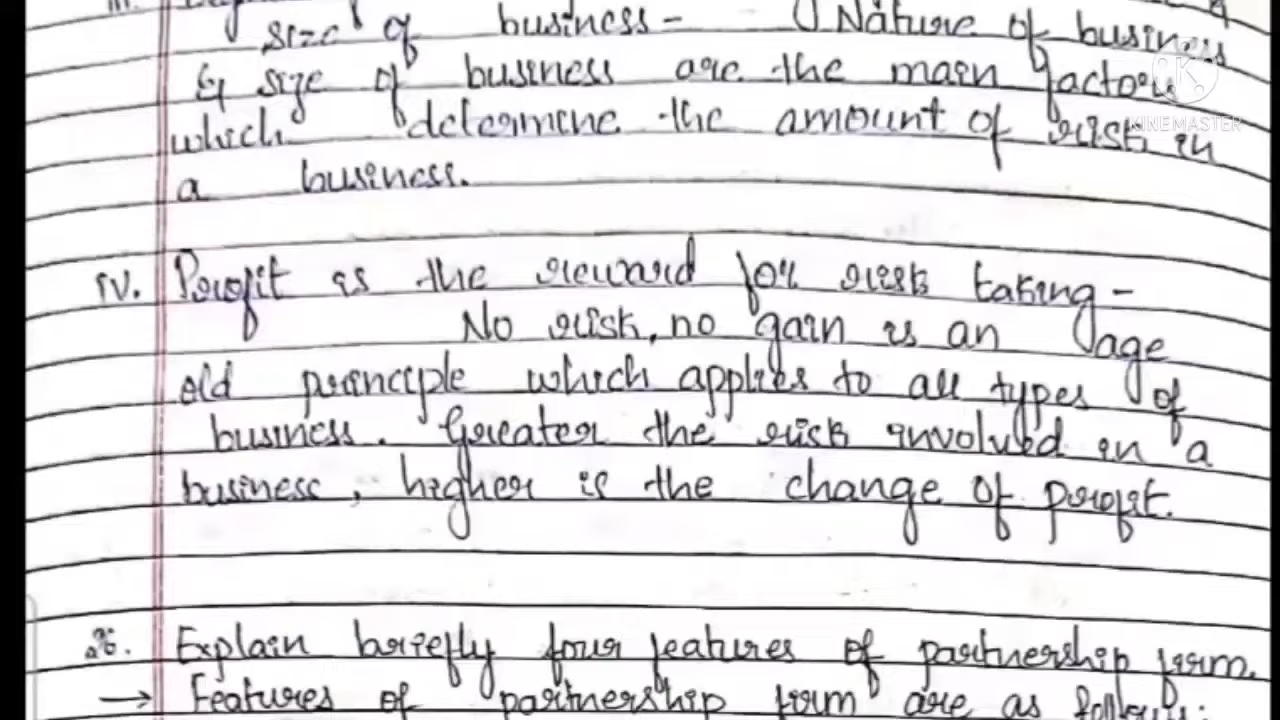 size of business- Nature of business
& size of business are the main factors
KINEMASTER
which determine the amount of risk in
a business.
iv. Profit is the reward for risk taking-
No risk, no gain is an age
old principle which applies to all types of
business. Greater the risk involved in a
business, higher is the change of profit.
Explain briefly four features of partnership firm.
→ Features of partnership firm are as follows: